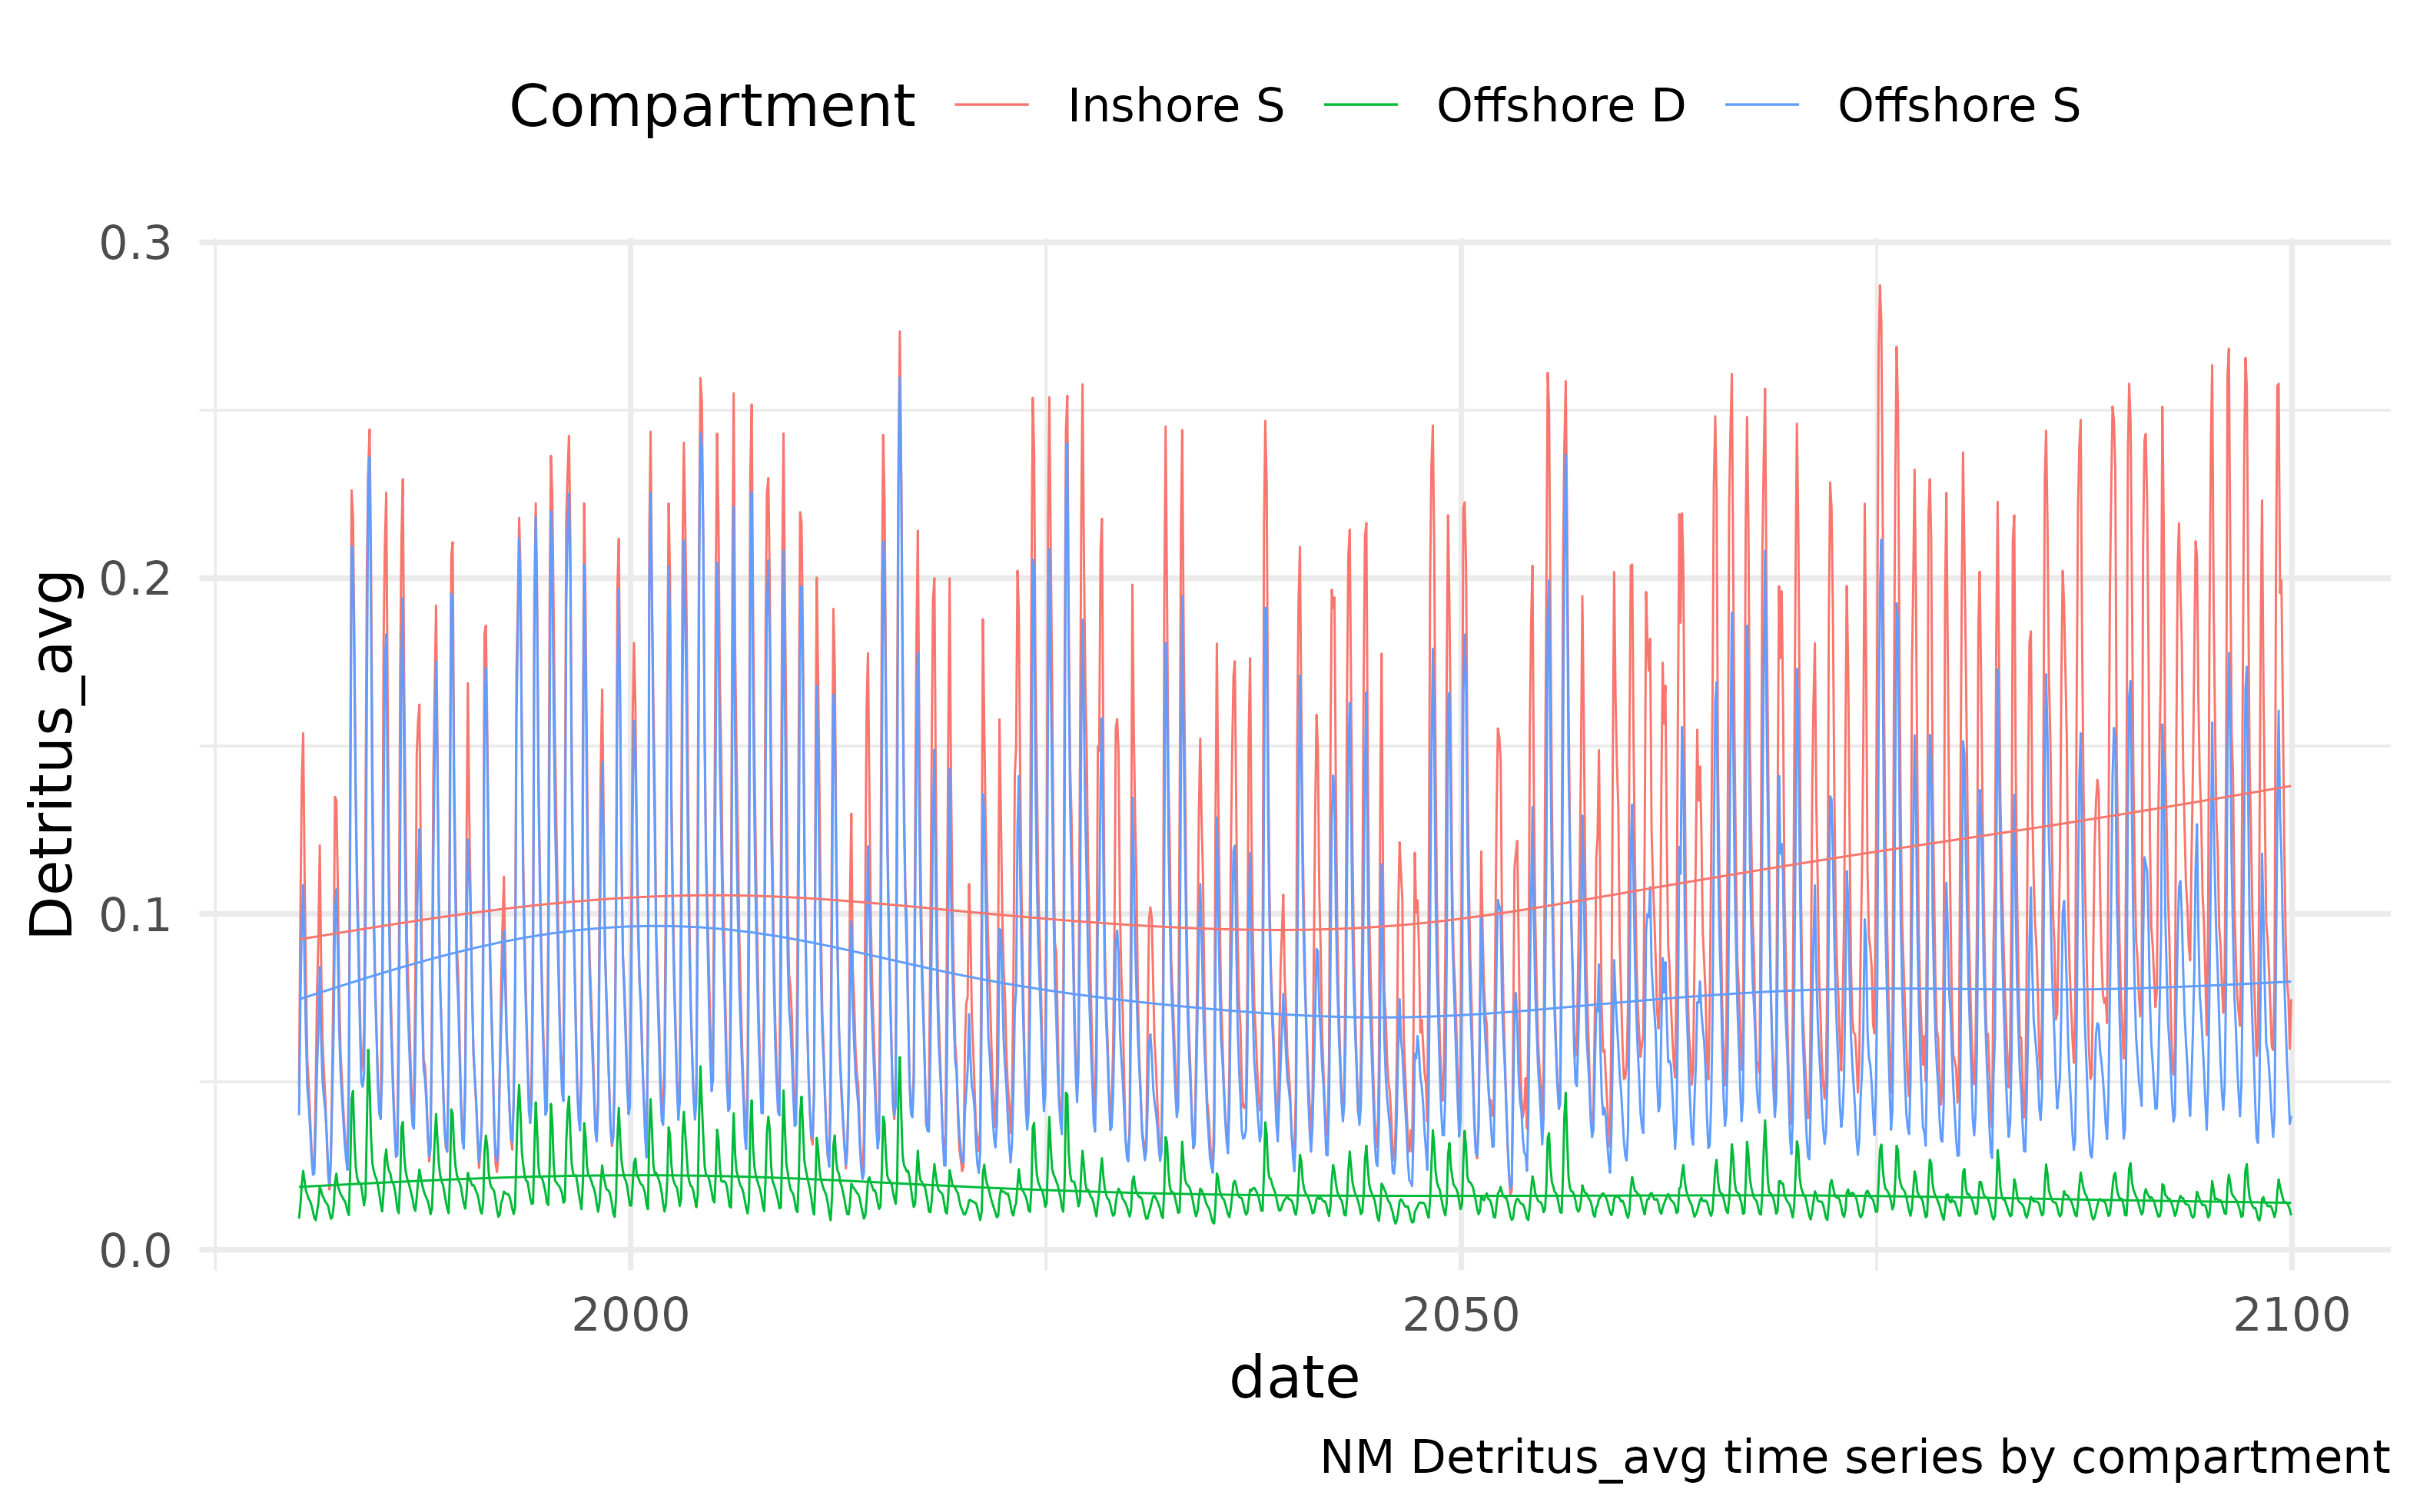 Compartment Inshore S Offshore D Offshore S
0.3
0.2
0.1
0.0
Detritus_avg
2000 2050 2100
date
NM Detritus_avg time series by compartment